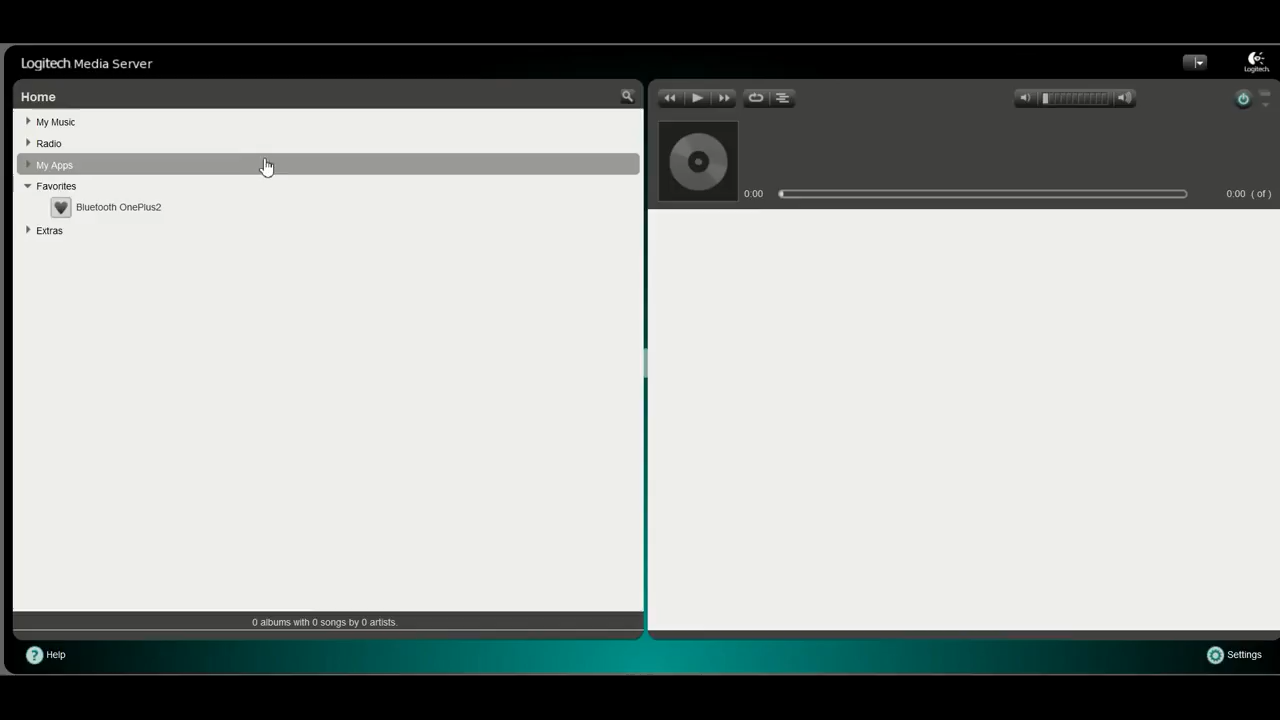 Logitech Media Server
Logitech
Home
My Music
Radio
My Apps
Favorites
Bluetooth OnePlus2
Extras
0 albums with 0 songs by 0 artists.
0:00
0:00 ( of )
? Help
Settings